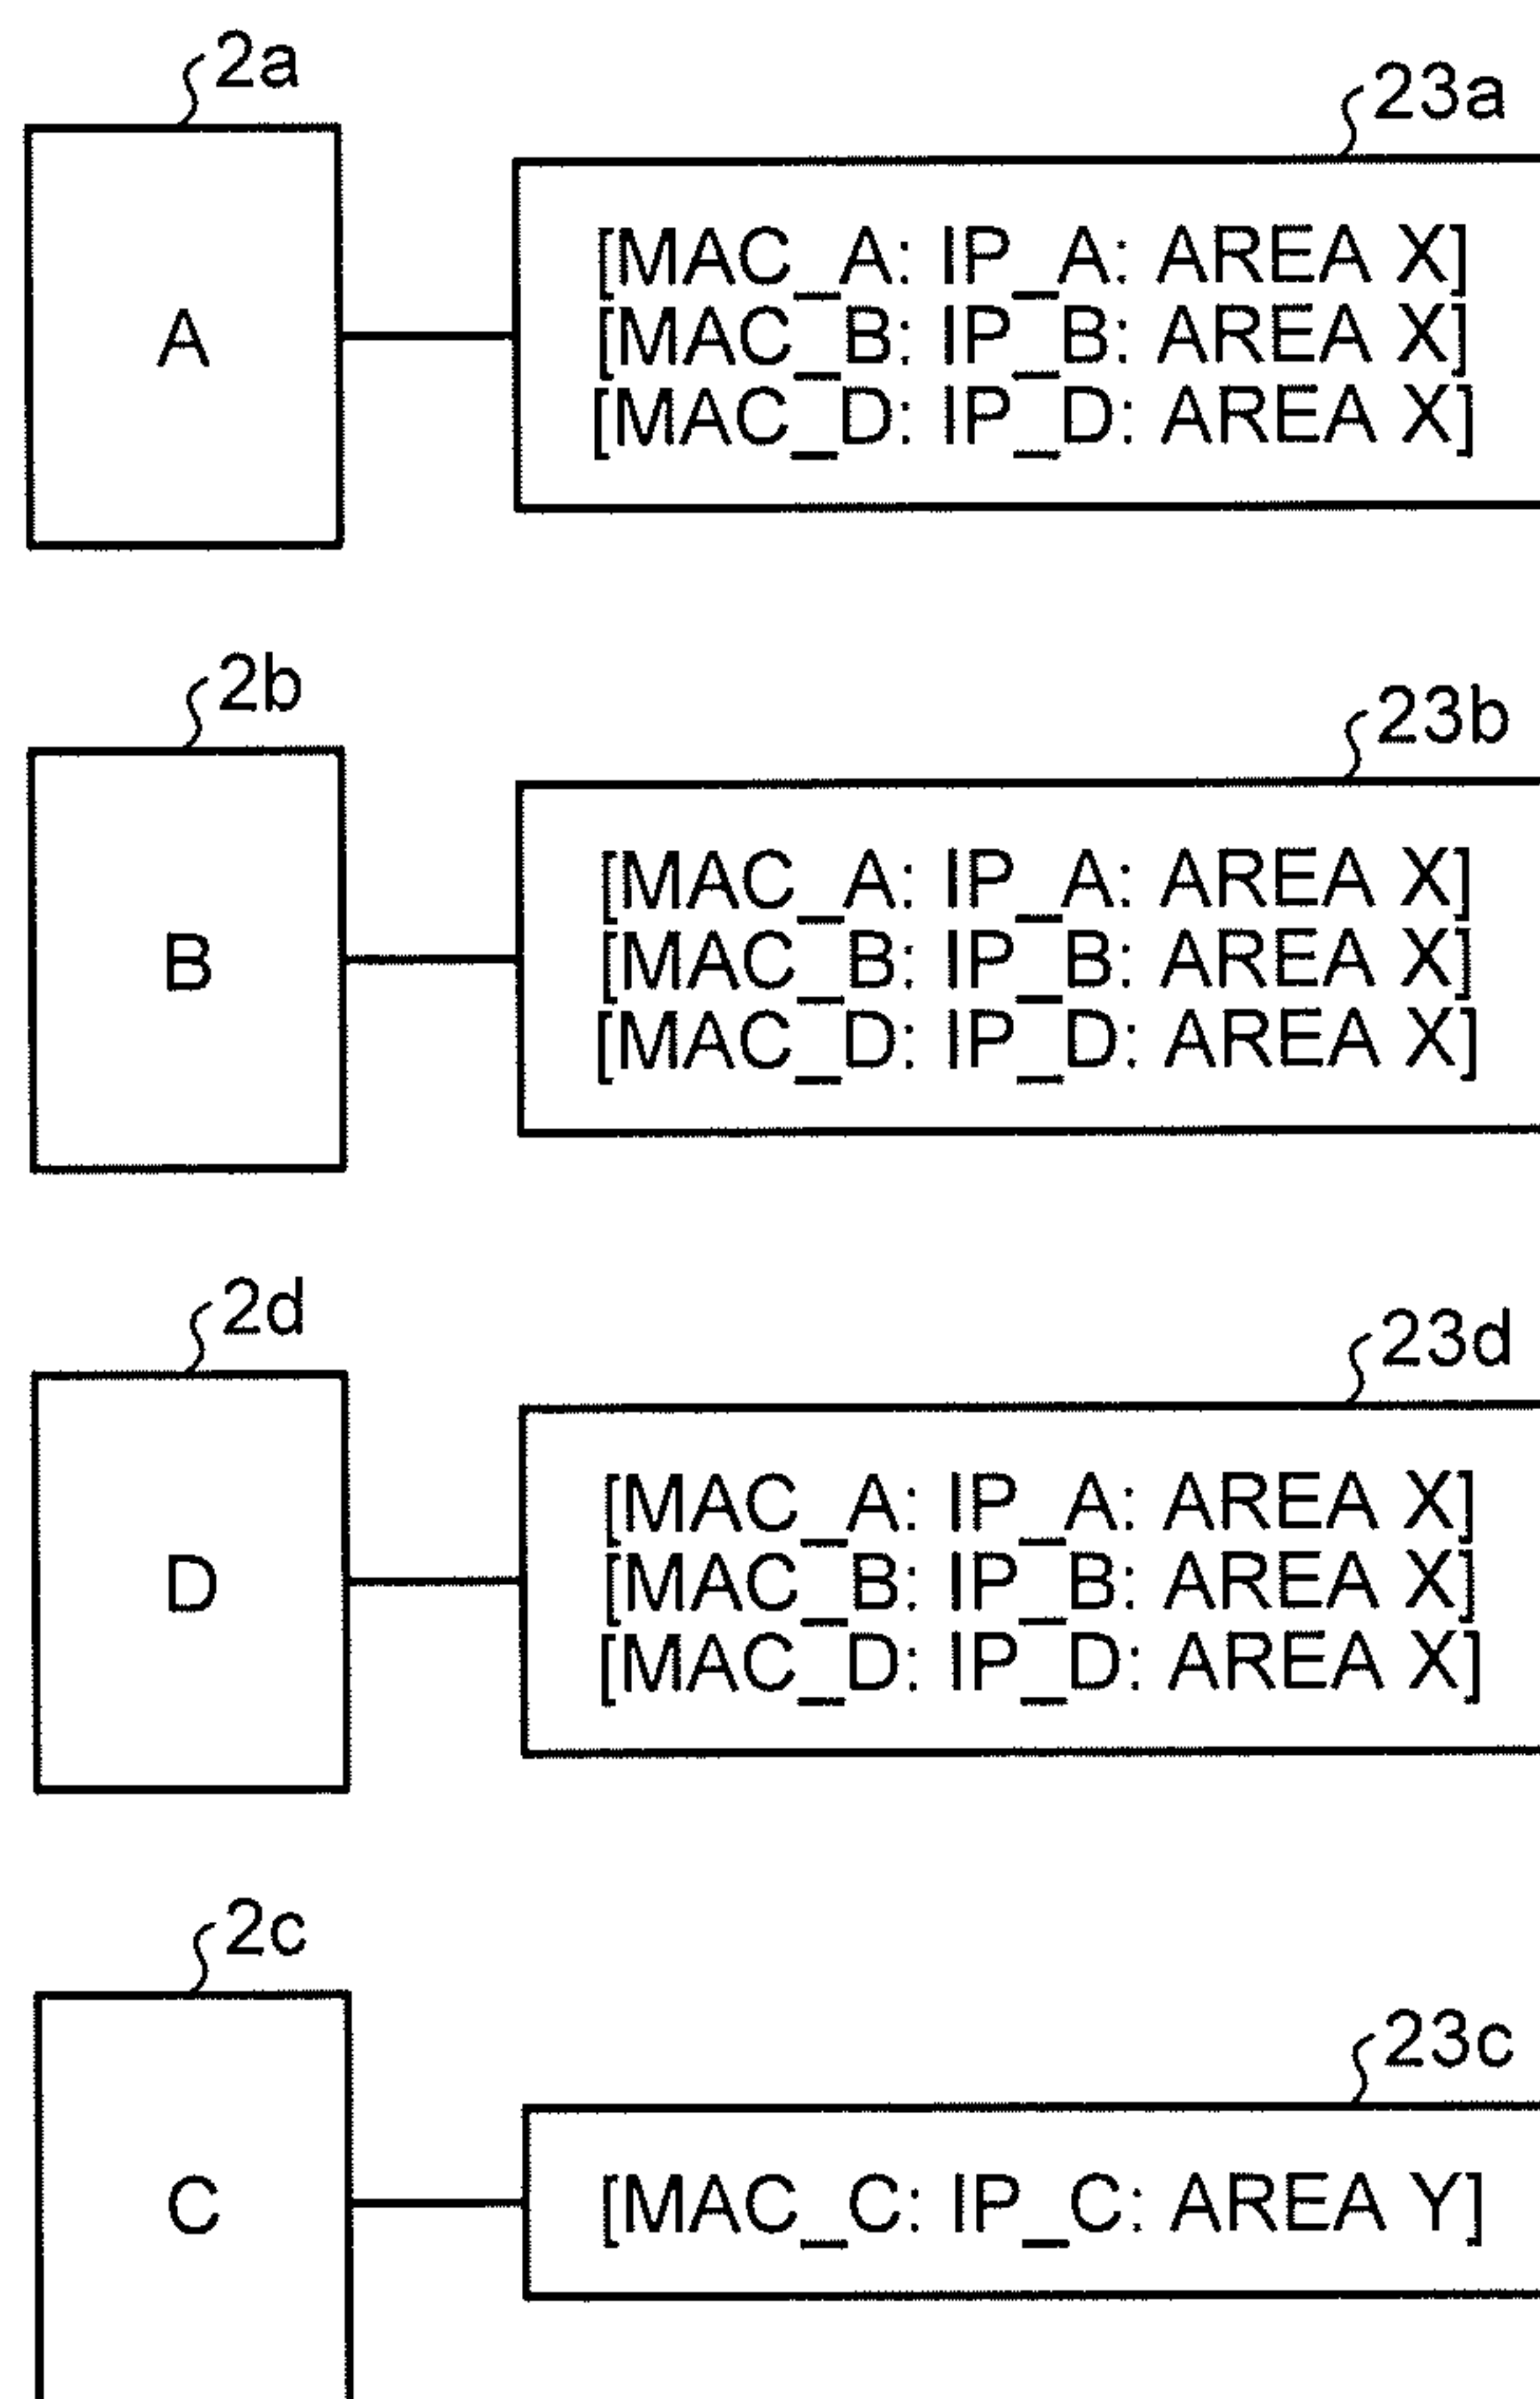 2a
23a
A
[MAC_A: IP_A: AREA X]
[MAC_B: IP_B: AREA X]
[MAC_D: IP_D: AREA X]
2b
23b
B
[MAC_A: IP_A: AREA X]
[MAC_B: IP_B: AREA X]
[MAC_D: IP_D: AREA X]
2d
23d
D
[MAC_A: IP_A: AREA X]
[MAC_B: IP_B: AREA X]
[MAC_D: IP_D: AREA X]
2c
23c
C
[MAC_C: IP_C: AREA Y]